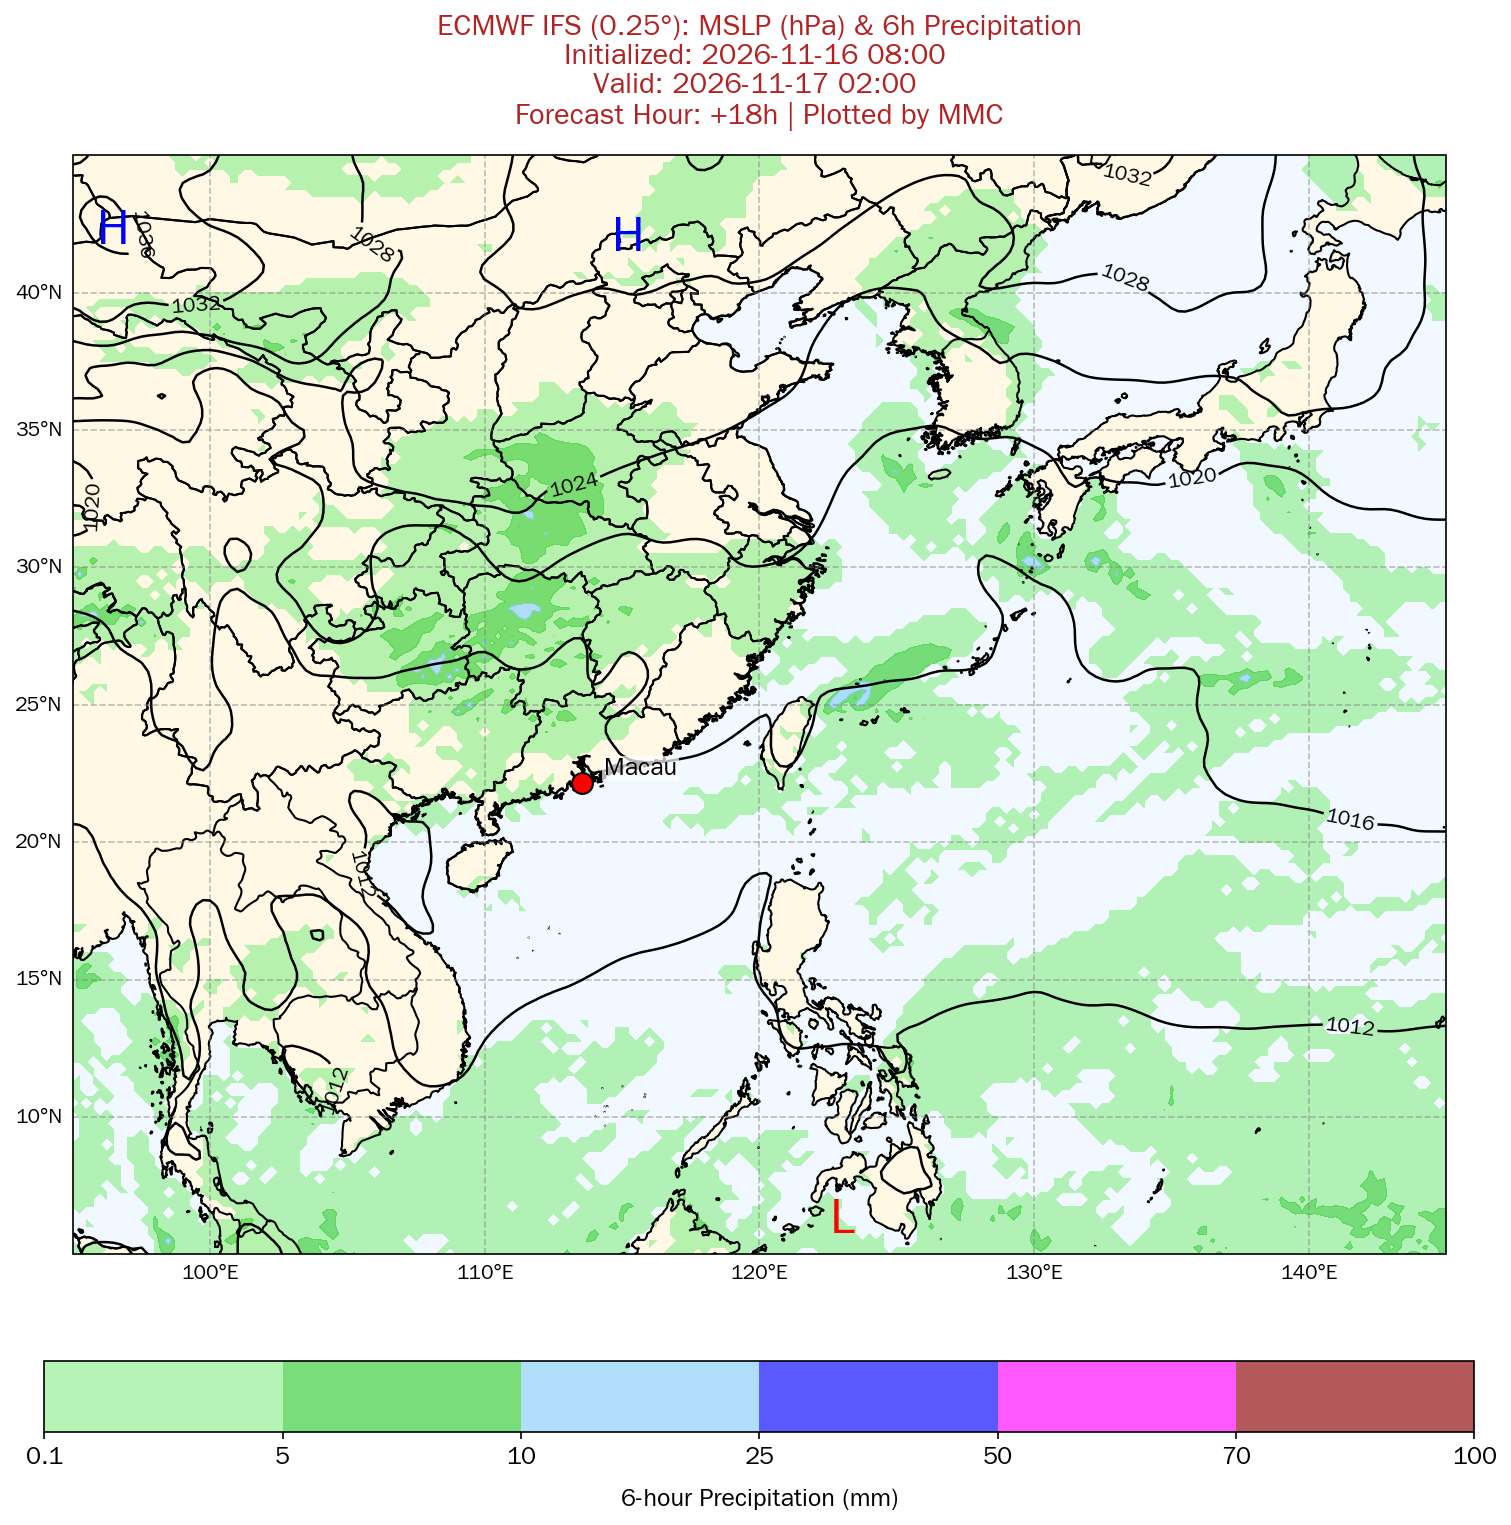 ECMWF IFS (0.25°): MSLP (hPa) & 6h Precipitation
Initialized: 2026-11-16 08:00
Valid: 2026-11-17 02:00
Forecast Hour: +18h | Plotted by MMC
1032
H
1036
H
1028
1028
40°N
1032
35°N
1020
1024
1020
30°N
25°N
Macau
1016
20°N
1012
15°N
1012
1012
10°N
L
100°E 110°E 120°E 130°E 140°E
0.1 5 10 25 50 70 100
6-hour Precipitation (mm)